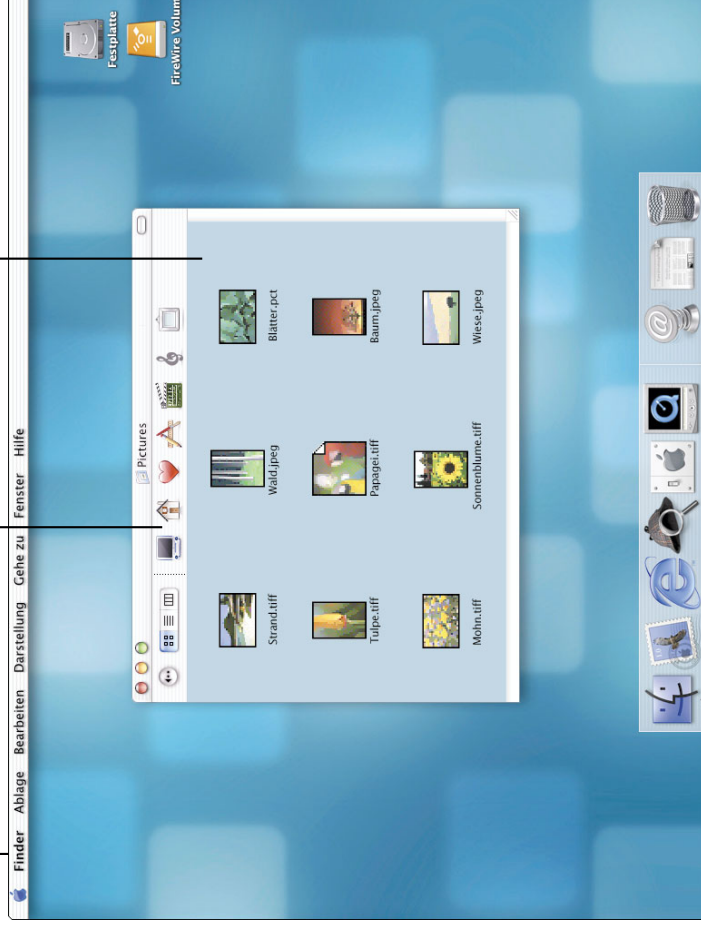 Finder Ablage Bearbeiten Darstellung Gehe zu Fenster Hilfe
Festplatte
FireWire Volum
Pictures
Strand.tiff Wald.jpeg Blätter.pct
Tulpe.tiff Papagei.tiff Baum.jpeg
Mohn.tiff Sonnenblume.tiff Wiese.jpeg